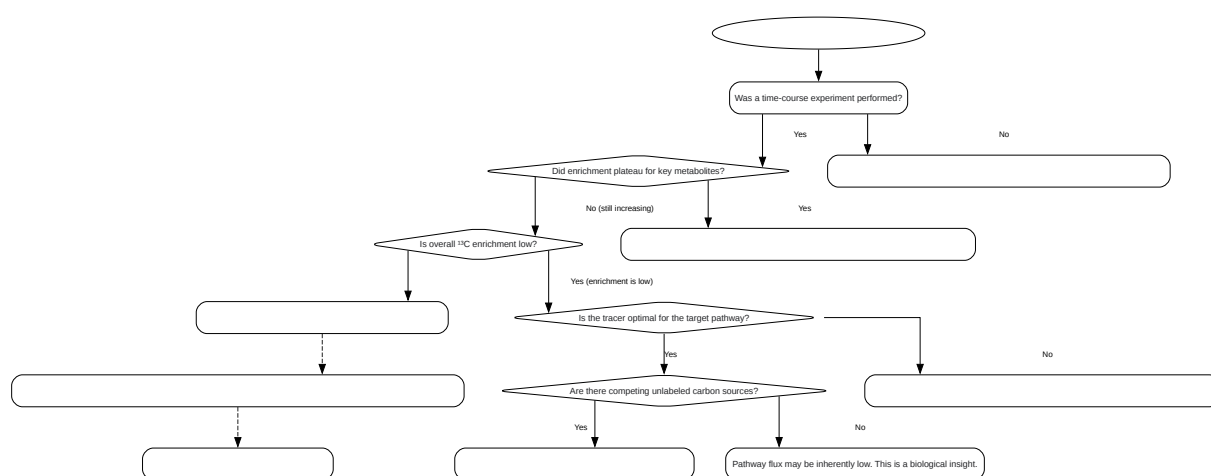 Was a time-course experiment performed?
Yes
No
Did enrichment plateau for key metabolites?
No (still increasing)
Yes
Is overall ¹³C enrichment low?
Yes (enrichment is low)
Is the tracer optimal for the target pathway?
Yes
No
Are there competing unlabeled carbon sources?
Yes
No
Pathway flux may be inherently low. This is a biological insight.